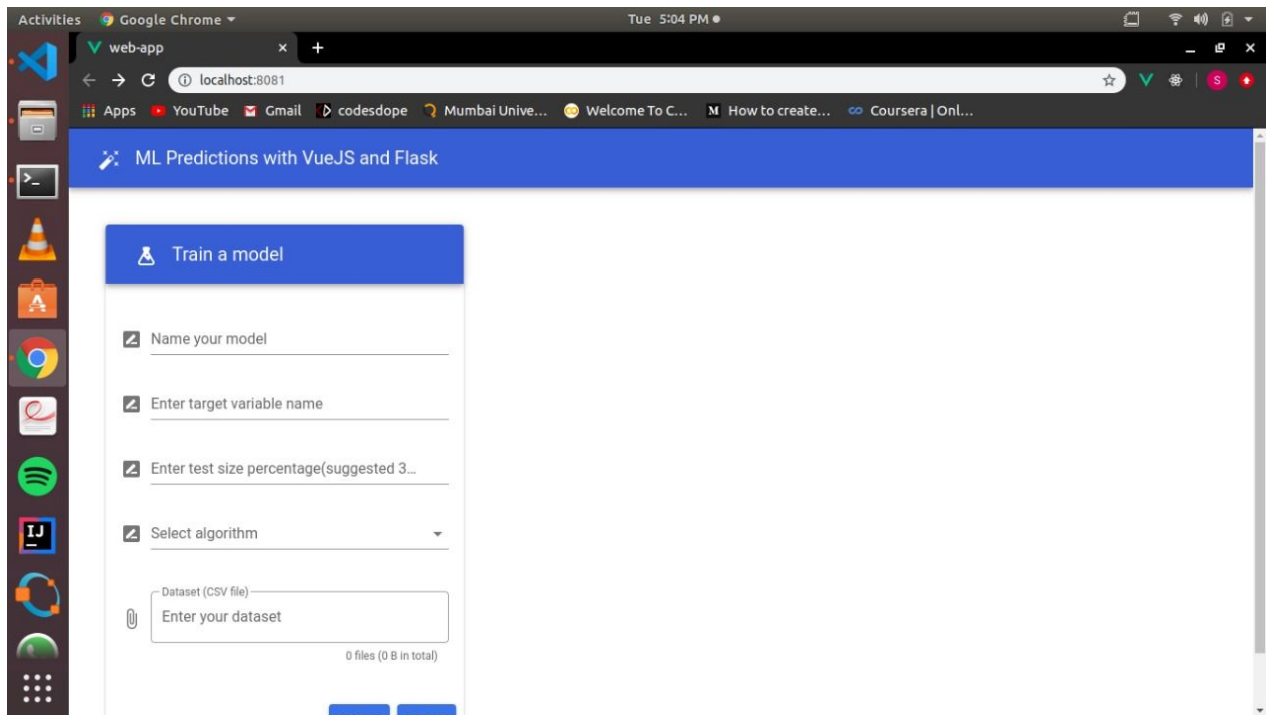 Activities Google Chrome Tue 5:04 PM
web-app
localhost:8081
Apps YouTube Gmail codesdope Mumbai Unive... Welcome To C... How to create... Coursera | Onl...
S
ML Predictions with VueJS and Flask
Train a model
Name your model
Enter target variable name
Enter test size percentage(suggested 3...
Select algorithm
Dataset (CSV file)
Enter your dataset
0 files (0 B in total)
IJ